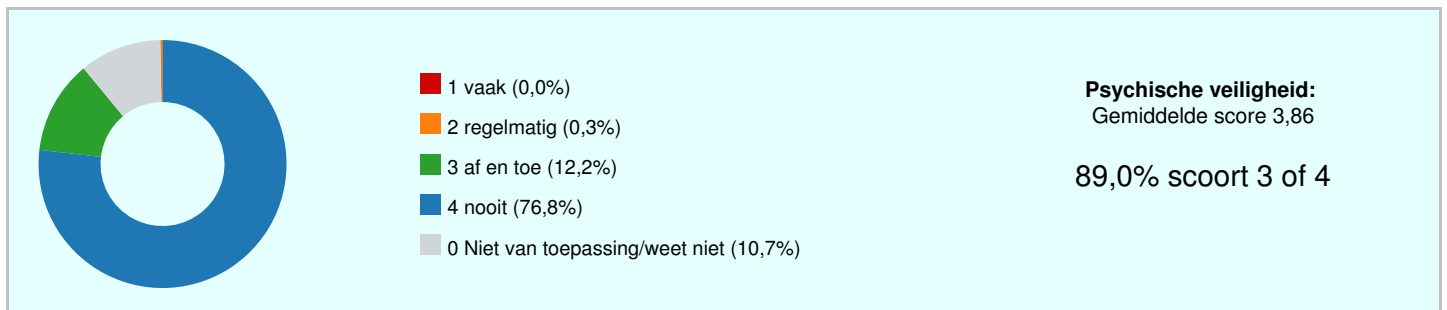 1 vaak (0,0%)
2 regelmatig (0,3%)
3 af en toe (12,2%)
4 nooit (76,8%)
0 Niet van toepassing/weet niet (10,7%)
Psychische veiligheid:
Gemiddelde score 3,86
89,0% scoort 3 of 4